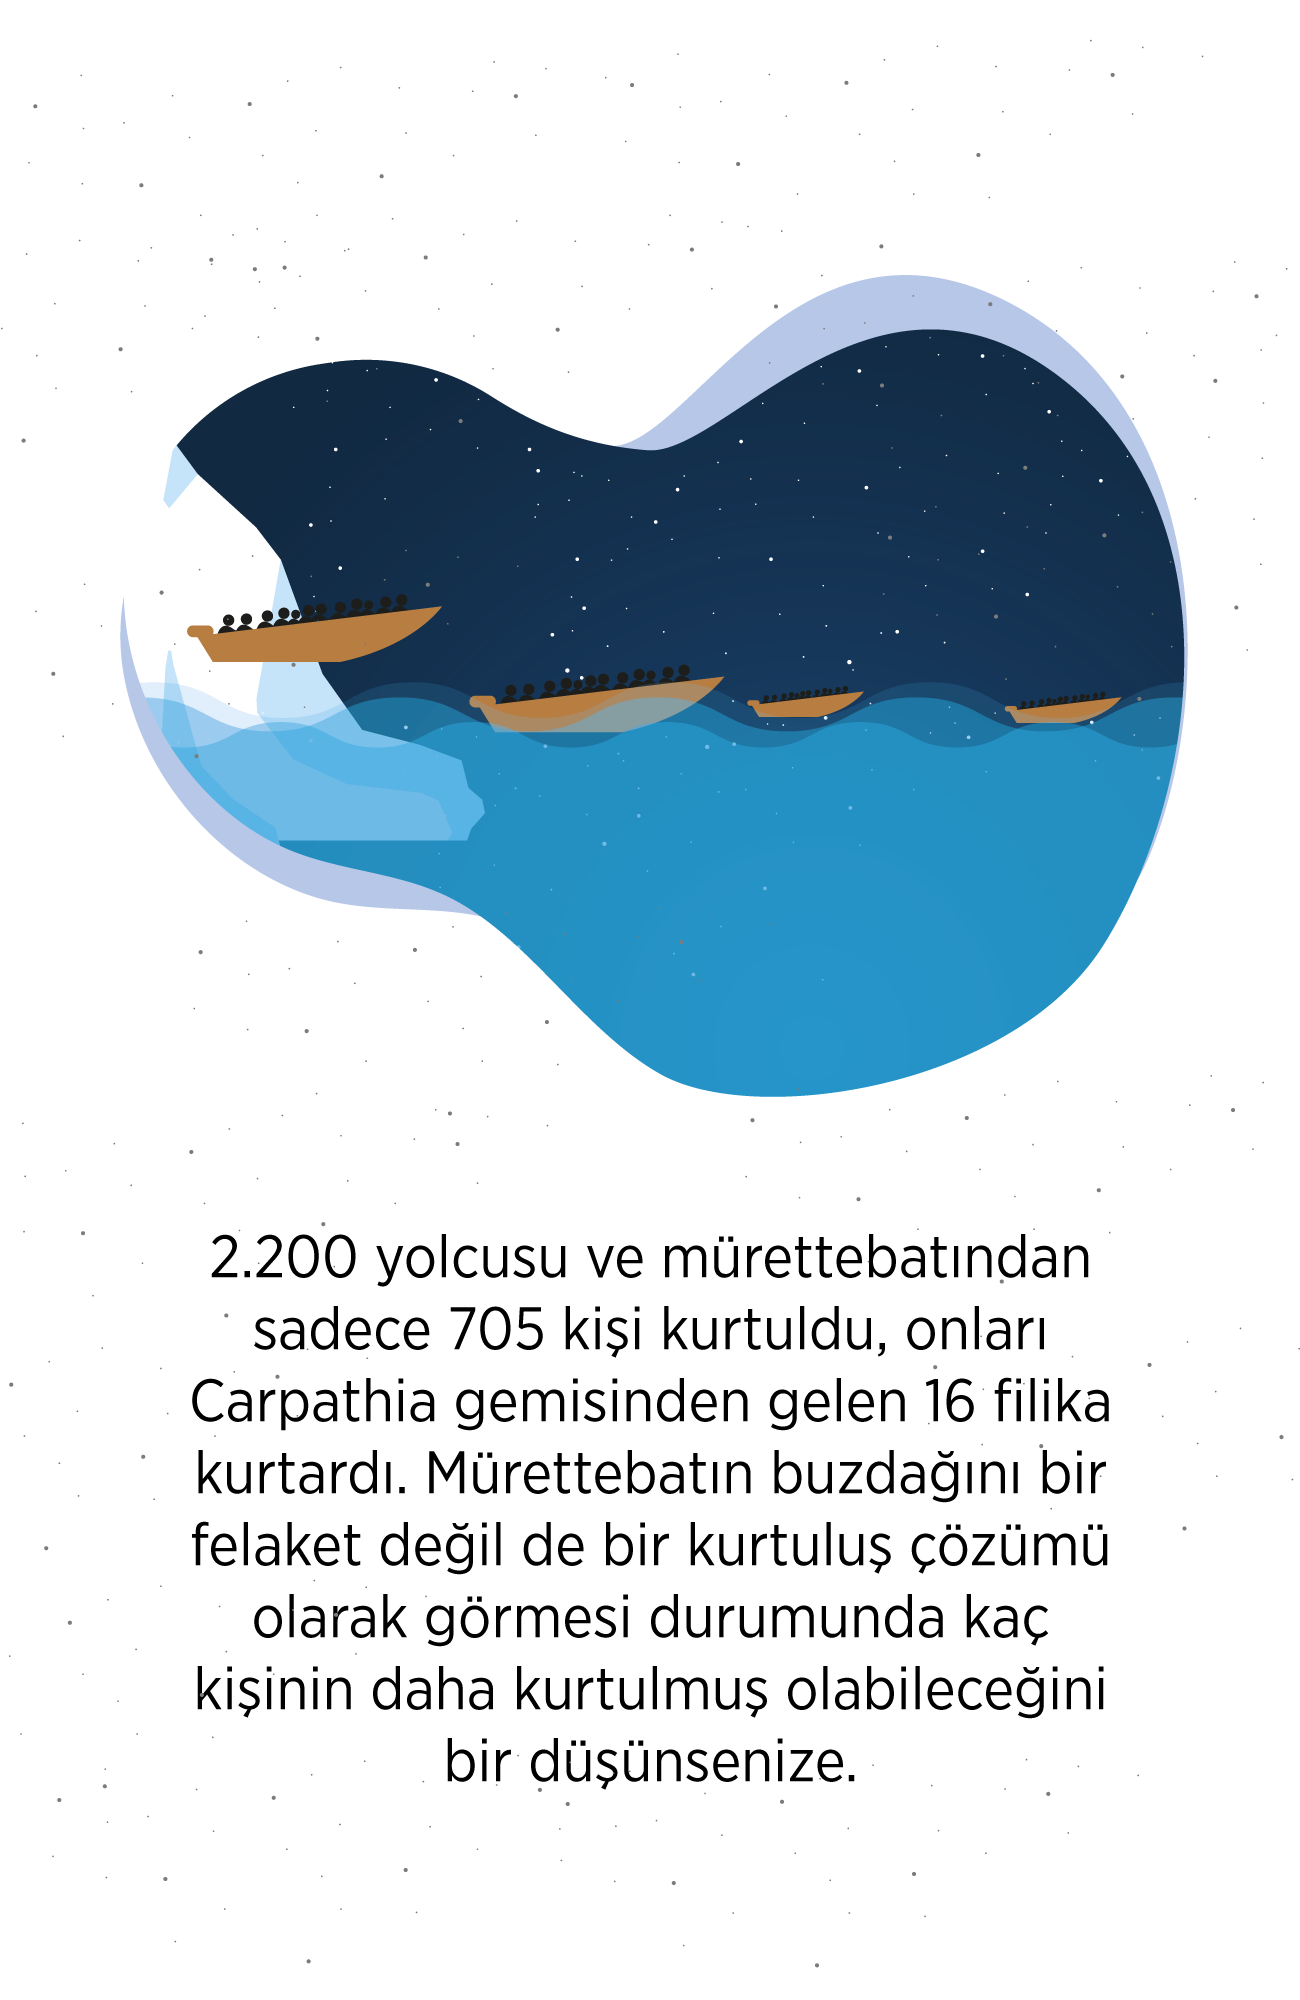 2.200 yolcusu ve mürettebatından
sadece 705 kişi kurtuldu, onları
Carpathia gemisinden gelen 16 filika
kurtardı. Mürettebatın buzdağını bir
felaket değil de bir kurtuluş çözümü
olarak görmesi durumunda kaç
kişinin daha kurtulmuş olabileceğini
bir düşünsenize.